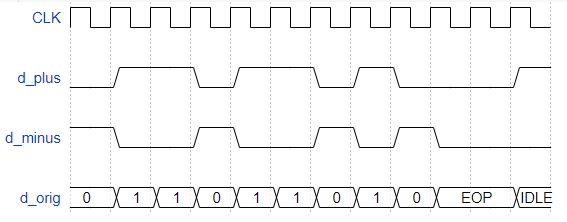 CLK
d_plus
d_minus
d_orig 0 1 1 0 1 1 0 1 0 EOP IDLE